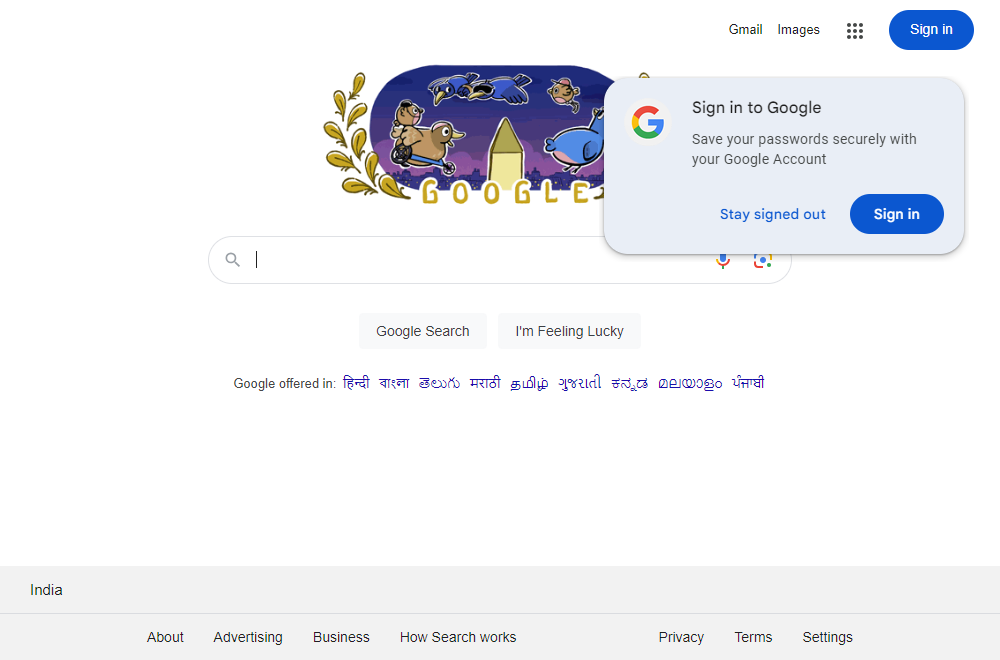 Gmail Images Sign in
GOOGLE
Sign in to Google
Save your passwords securely with
your Google Account
Stay signed out Sign in
Google Search I'm Feeling Lucky
Google offered in: हिन्दी বাংলা తెలుగు मराठी தமிழ் ગુજરાતી ಕನ್ನಡ മലയാളം ਪੰਜਾਬੀ
India
About Advertising Business How Search works Privacy Terms Settings